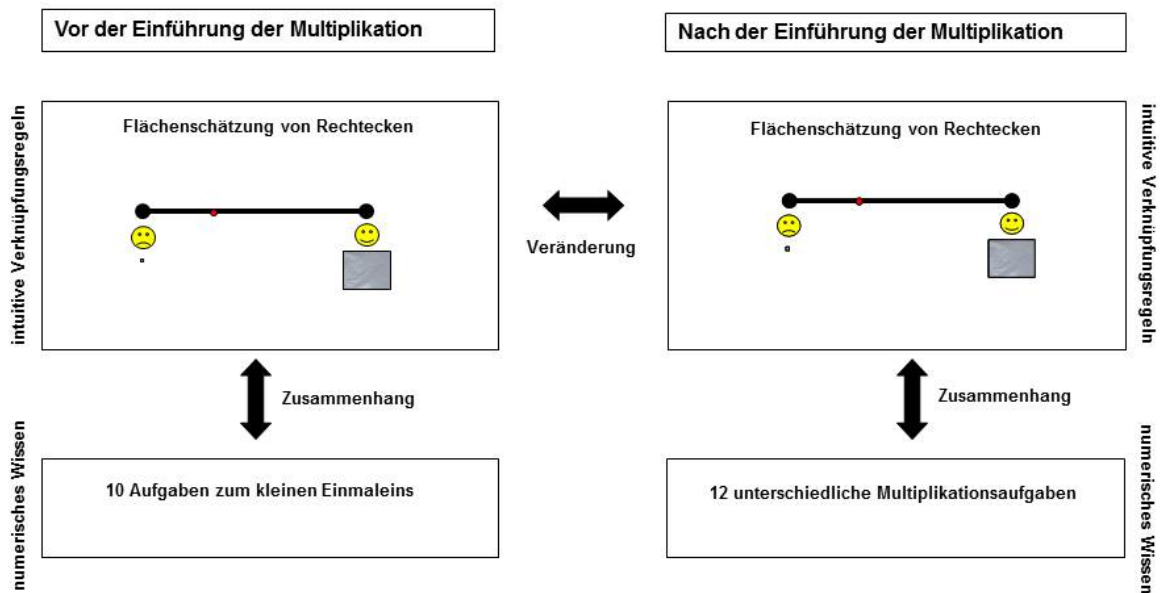 Vor der Einführung der Multiplikation
Nach der Einführung der Multiplikation
intuitive Verknüpfungsregeln
Flächenschätzung von Rechtecken
Veränderung
Flächenschätzung von Rechtecken
intuitive Verknüpfungsregeln
Zusammenhang
Zusammenhang
numerisches Wissen
10 Aufgaben zum kleinen Einmaleins
12 unterschiedliche Multiplikationsaufgaben
numerisches Wissen